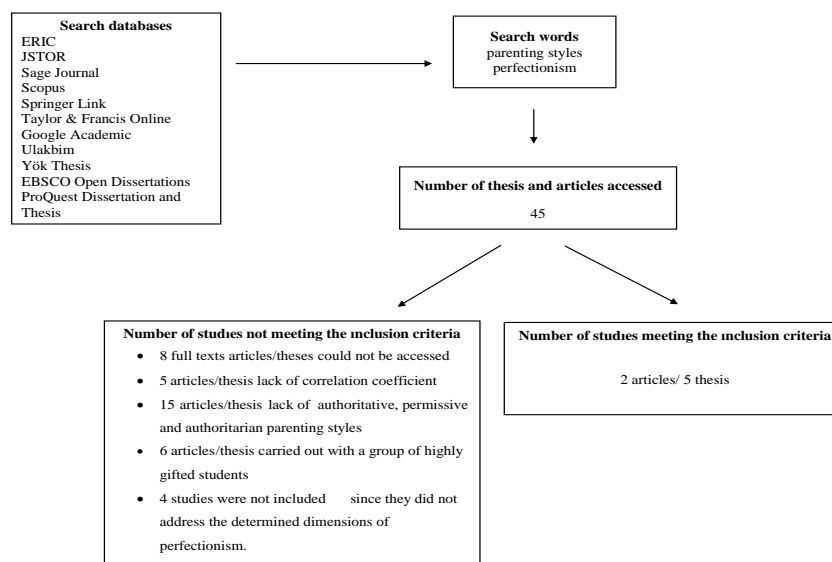 Search databases
ERIC
JSTOR
Sage Journal
Scopus
Springer Link
Taylor & Francis Online
Google Academic
Ulakbim
Yök Thesis
EBSCO Open Dissertations
ProQuest Dissertation and
Thesis
Search words
parenting styles
perfectionism
Number of thesis and articles accessed
45
Number of studıes not meeting the ınclusion criteria
• 8 full texts articles/theses could not be accessed
• 5 articles/thesis lack of correlation coefficient
• 15 articles/thesis lack of authoritative, permissive
and authoritarian parenting styles
• 6 articles/thesis carried out with a group of highly
gifted students
• 4 studies were not included since they did not
address the determined dimensions of
perfectionism.
Number of studıes meeting the ınclusion criteria
2 articles/ 5 thesis